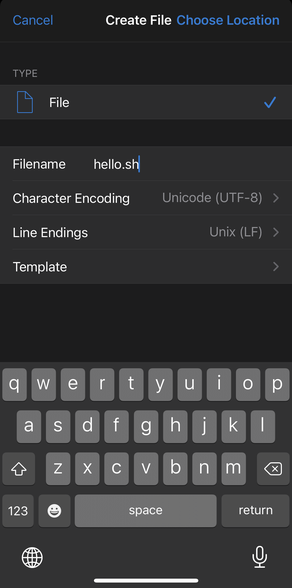 Cancel Create File Choose Location
TYPE
File
Filename hello.sh
Character Encoding Unicode (UTF-8)
Line Endings Unix (LF)
Template
q w e r t y u i o p
a s d f g h j k l
z x c v b n m
123 space return